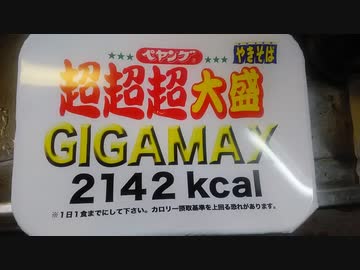 ペヤング やきそば
超超超大盛
GIGAMAX
2142 kcal
※1日1食までにして下さい。カロリー摂取基準を上回る恐れがあります。